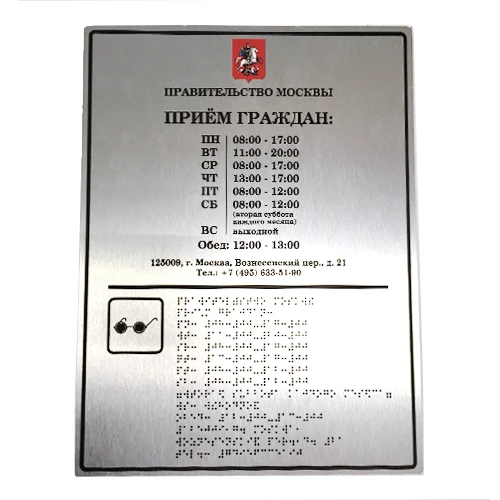 ПРАВИТЕЛЬСТВО МОСКВЫ
ПРИЁМ ГРАЖДАН:
ПН 08:00 - 17:00
ВТ 11:00 - 20:00
СР 08:00 - 17:00
ЧТ 13:00 - 17:00
ПТ 08:00 - 12:00
СБ 08:00 - 12:00
(вторая суббота
каждого месяца)
ВС выходной
Обед: 12:00 - 13:00
125009, г. Москва, Вознесенский пер., д. 21
Тел.: +7 (495) 633-51-90